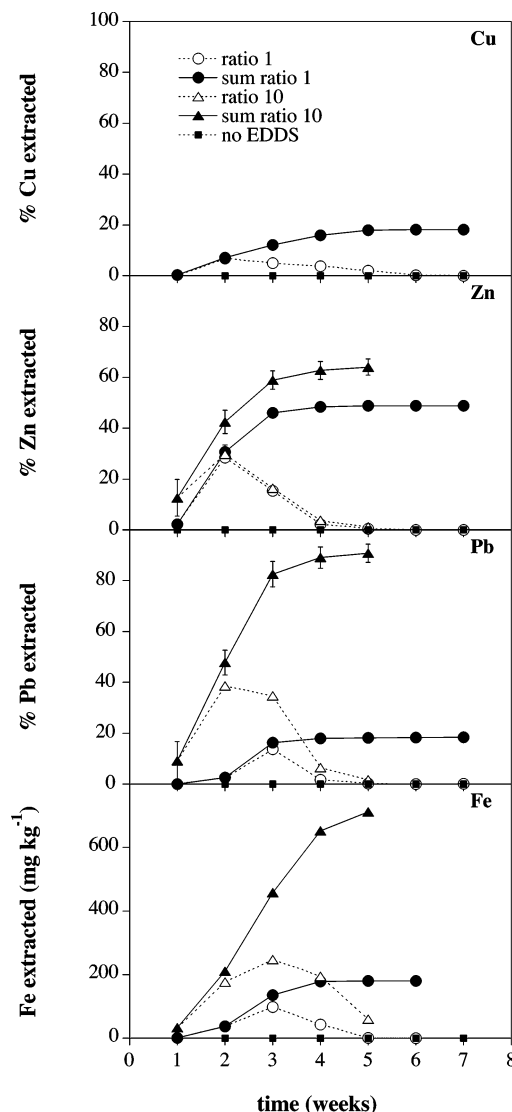 Cu
100
80
60
40
20
0
% Cu extracted
ratio 1
sum ratio 1
ratio 10
sum ratio 10
no EDDS
Zn
80
60
40
20
0
% Zn extracted
Pb
80
60
40
20
0
% Pb extracted
Fe
600
400
200
0
Fe extracted (mg kg-1)
0 1 2 3 4 5 6 7 8
time (weeks)